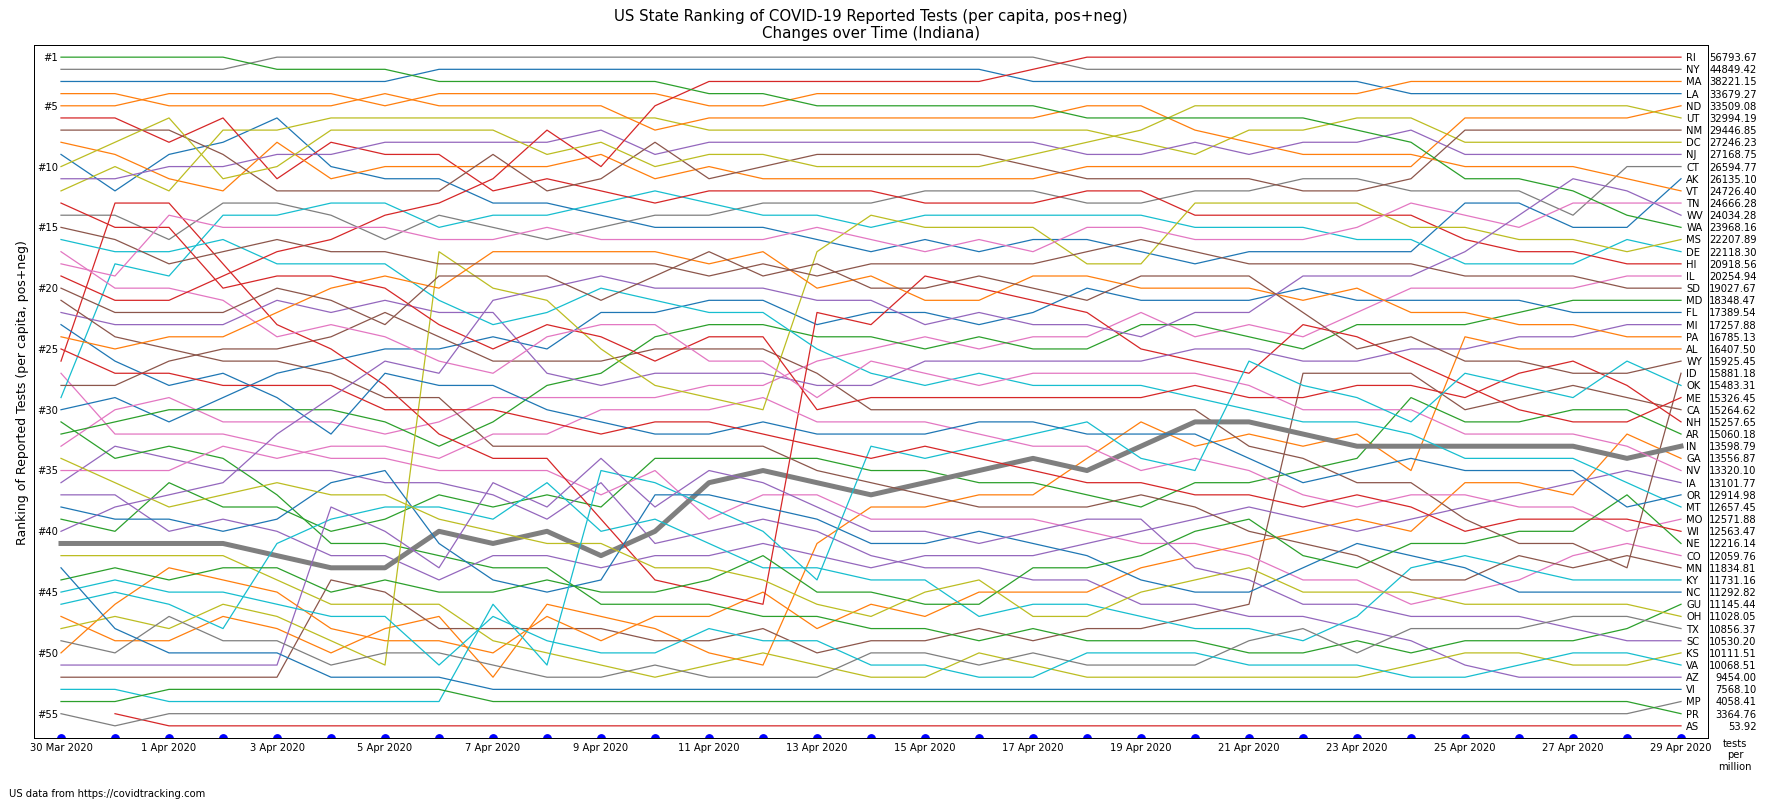 US State Ranking of COVID-19 Reported Tests (per capita, pos+neg)
Changes over Time (Indiana)
Ranking of Reported Tests (per capita, pos+neg)
#1
#5
#10
#15
#20
#25
#30
#35
#40
#45
#50
#55
RI 56793.67
NY 44849.42
MA 38221.15
LA 33679.27
ND 33509.08
UT 32994.19
NM 29446.85
DC 27246.23
NJ 27168.75
CT 26594.77
AK 26135.10
VT 24726.40
TN 24666.28
WV 24034.28
WA 23968.16
MS 22207.89
DE 22118.30
HI 20918.56
IL 20254.94
SD 19027.67
MD 18348.47
FL 17389.54
MI 17257.88
PA 16785.13
AL 16407.50
WY 15925.45
ID 15881.18
OK 15483.31
ME 15326.45
CA 15264.62
NH 15257.65
AR 15060.18
IN 13598.79
GA 13556.87
NV 13320.10
IA 13101.77
OR 12914.98
MT 12657.45
MO 12571.88
WI 12563.47
NE 12216.14
CO 12059.76
MN 11834.81
KY 11731.16
NC 11292.82
GU 11145.44
OH 11028.05
TX 10856.37
SC 10530.20
KS 10111.51
VA 10068.51
AZ 9454.00
VI 7568.10
MP 4058.41
PR 3364.76
AS 53.92
30 Mar 2020 1 Apr 2020 3 Apr 2020 5 Apr 2020 7 Apr 2020 9 Apr 2020 11 Apr 2020 13 Apr 2020 15 Apr 2020 17 Apr 2020 19 Apr 2020 21 Apr 2020 23 Apr 2020 25 Apr 2020 27 Apr 2020 29 Apr 2020
tests
per
million
US data from https://covidtracking.com